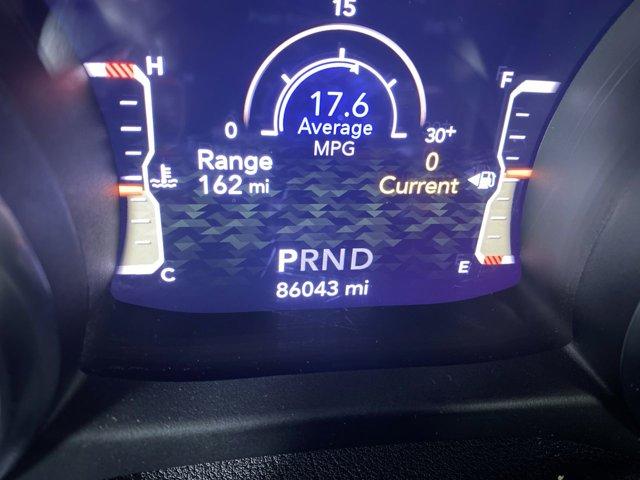 15
H
F
17.6
0
Average
30+
MPG
Range
0
162 mi
Current
PRND
C
E
86043 mi